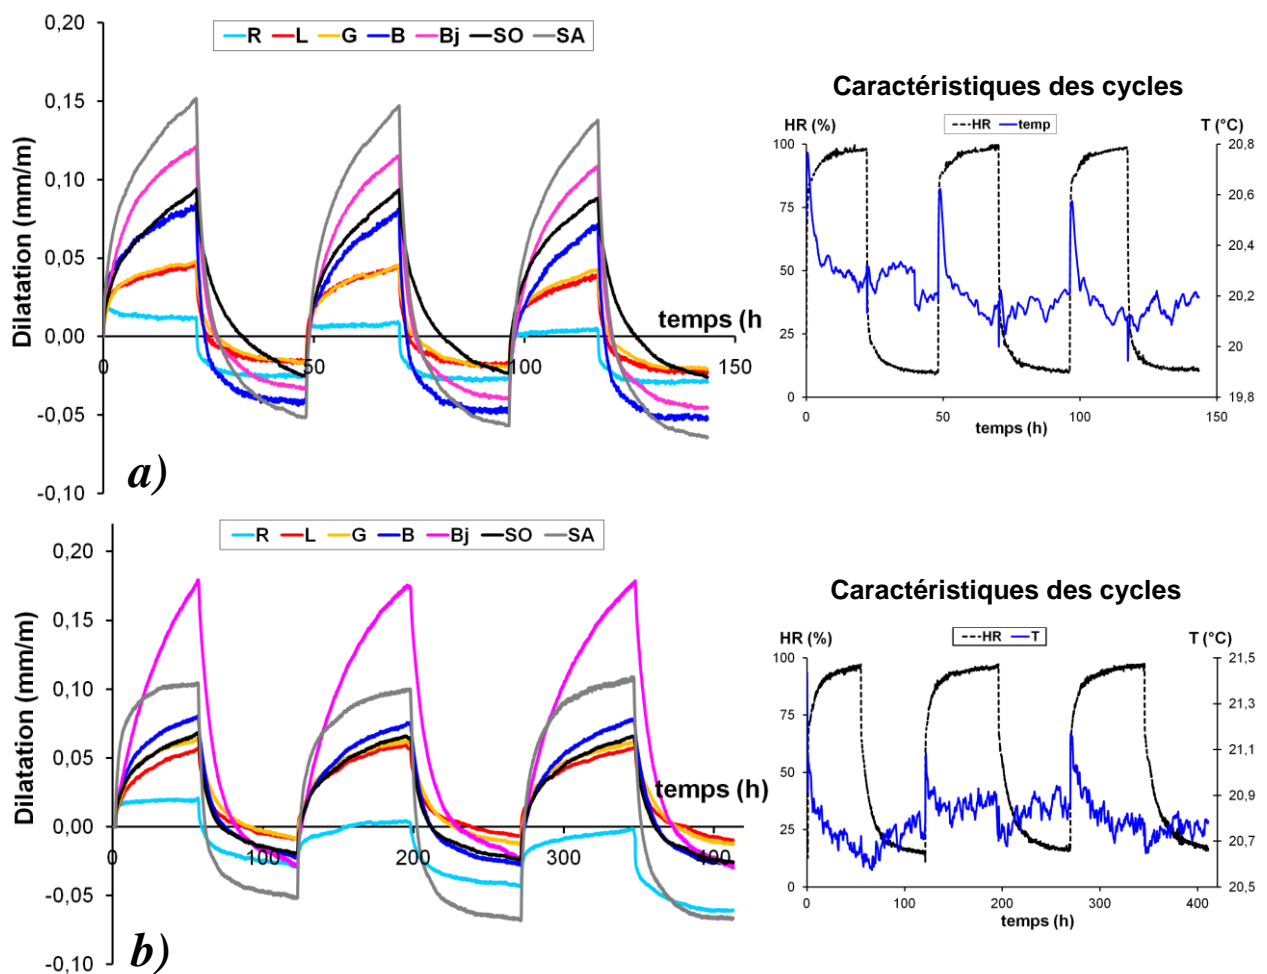 0,20
R L G B Bj SO SA
0,15
0,10
0,05
0,00
-0,05
-0,10
Dilatation (mm/m)
temps (h
50 100 150
a)
Caractéristiques des cycles
HR (%) T (°C)
HR temp
100 20,8
20,6
75
20,4
50
20,2
25
20
0 19,8
0 50 100 150
temps (h)
R L G B Bj SO SA
0,20
0,15
0,10
0,05
0,00
-0,05
-0,10
Dilatation (mm/m)
temps (h)
0 100 200 300 400
b)
Caractéristiques des cycles
HR (%) T (°C)
HR T
100 21,5
21,3
75
21,1
50
20,9
25
20,7
0 20,5
0 100 200 300 400
temps (h)